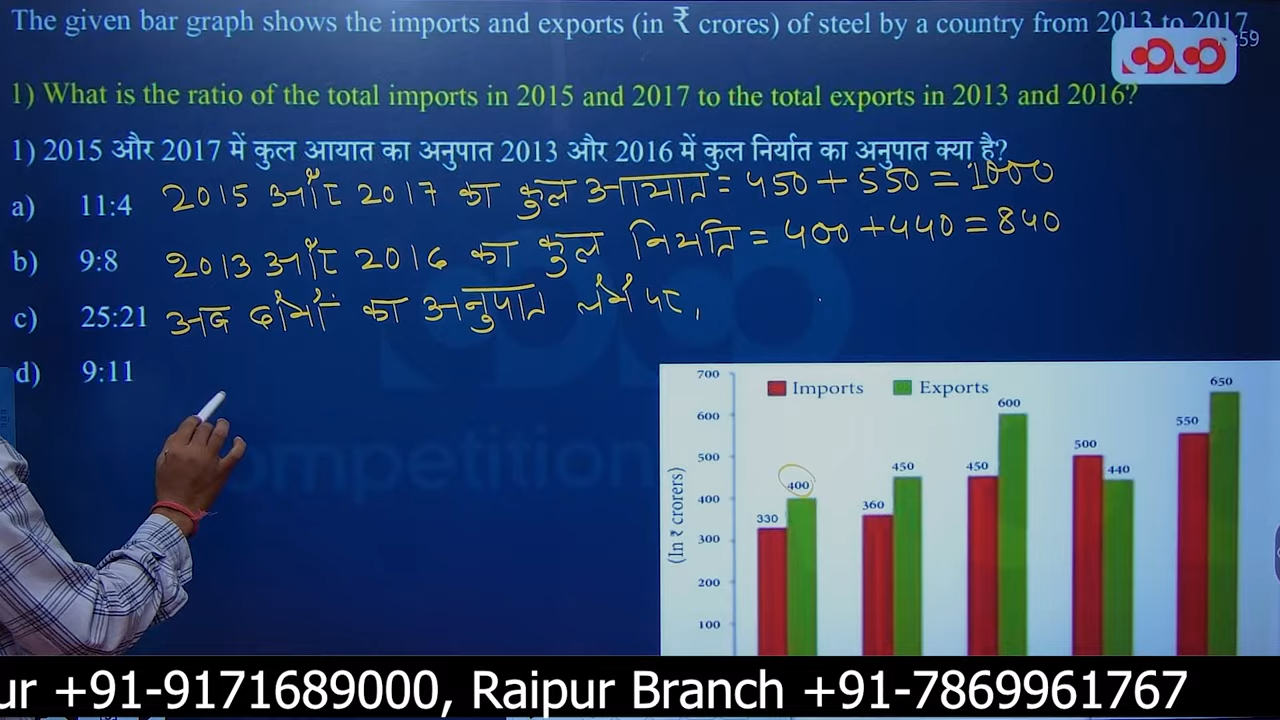 The given bar graph shows the imports and exports (in ₹ crores) of steel by a country from 2013 to 2017
:59
1) What is the ratio of the total imports in 2015 and 2017 to the total exports in 2013 and 2016?
1) 2015 और 2017 में कुल आयात का अनुपात 2013 और 2016 में कुल निर्यात का अनुपात क्या है?
2015 और 2017 का कुल आयात = 450 + 550 = 1000
a) 11:4
2013 और 2016 का कुल निर्यात = 400 + 440 = 840
b) 9:8
c) 25:21
अब दोनों का अनुपात लेने पर,
d) 9:11
ompetition
700
600
500
400
300
200
100
(In ₹ crorers)
Imports Exports
330 400 360 450 450 600 500 440 550 650
ur +91-9171689000, Raipur Branch +91-7869961767